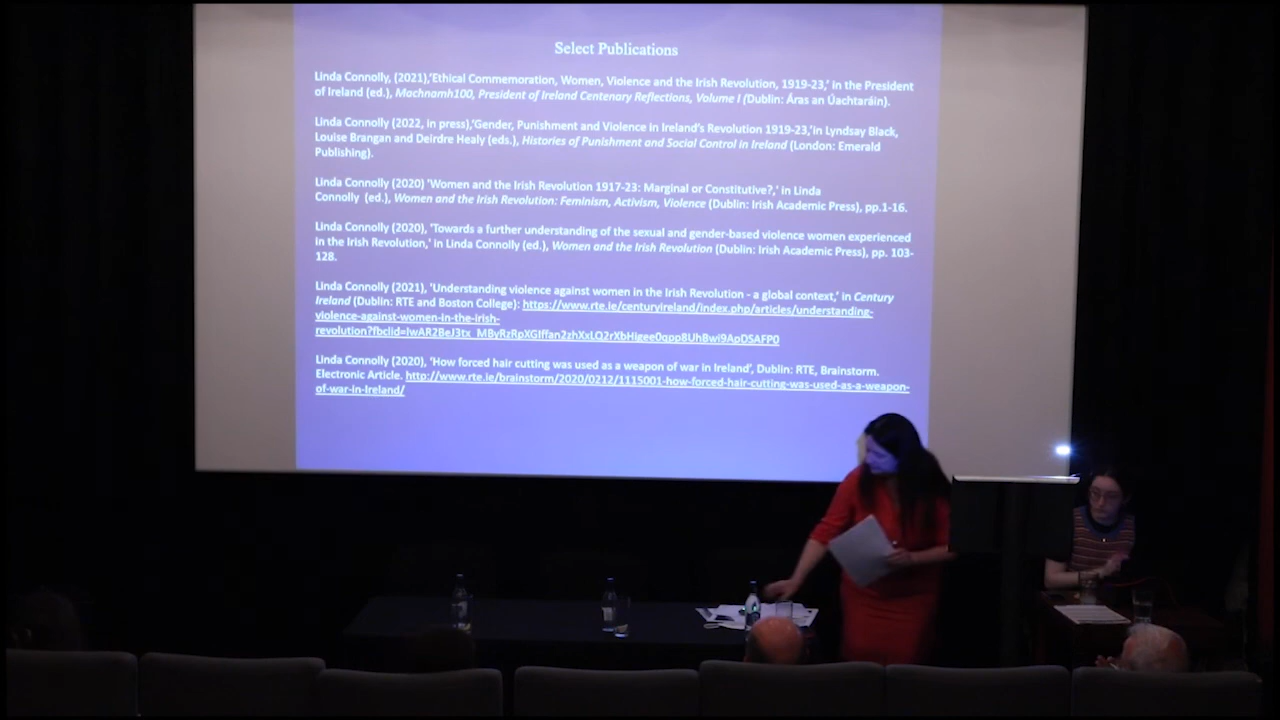 Select Publications
Linda Connolly, (2021),'Ethical Commemoration, Women, Violence and the Irish Revolution, 1919-23,' in the President
of Ireland (ed.), Machnamh100, President of Ireland Centenary Reflections, Volume I (Dublin: Áras an Úachtaráin).
Linda Connolly (2022, in press),'Gender, Punishment and Violence in Ireland's Revolution 1919-23,'in Lyndsay Black,
Louise Brangan and Deirdre Healy (eds.), Histories of Punishment and Social Control in Ireland (London: Emerald
Publishing).
Linda Connolly (2020) 'Women and the Irish Revolution 1917-23: Marginal or Constitutive?,' in Linda
Connolly (ed.), Women and the Irish Revolution: Feminism, Activism, Violence (Dublin: Irish Academic Press), pp.1-16.
Linda Connolly (2020), 'Towards a further understanding of the sexual and gender-based violence women experienced
in the Irish Revolution,' in Linda Connolly (ed.), Women and the Irish Revolution (Dublin: Irish Academic Press), pp. 103-
128.
Linda Connolly (2021), 'Understanding violence against women in the Irish Revolution - a global context,' in Century
Ireland (Dublin: RTE and Boston College): https://www.rte.ie/centuryireland/index.php/articles/understanding-
violence-against-women-in-the-irish-
Linda Connolly (2020), 'How forced hair cutting was used as a weapon of war in Ireland', Dublin: RTE, Brainstorm.
Electronic Article. http://www.rte.ie/brainstorm/2020/0212/1115001-how-forced-hair-cutting-was-used-as-a-weapon-
of-war-in-ireland/